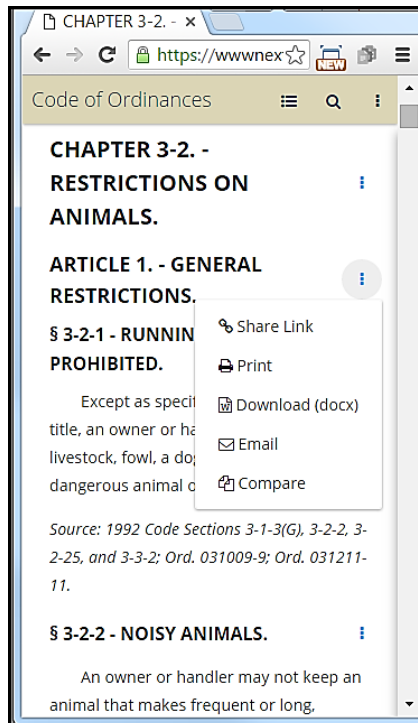 CHAPTER 3-2. -
https://wwwnex
NEW
Code of Ordinances
CHAPTER 3-2. -
RESTRICTIONS ON
ANIMALS.
ARTICLE 1. - GENERAL
RESTRICTIONS.
§ 3-2-1 - RUNNIN
PROHIBITED.
Share Link
Print
Download (docx)
Email
Compare
Except as specif
title, an owner or ha
livestock, fowl, a dog
dangerous animal o
Source: 1992 Code Sections 3-1-3(G), 3-2-2, 3-
2-25, and 3-3-2; Ord. 031009-9; Ord. 031211-
11.
§ 3-2-2 - NOISY ANIMALS.
An owner or handler may not keep an
animal that makes frequent or long,